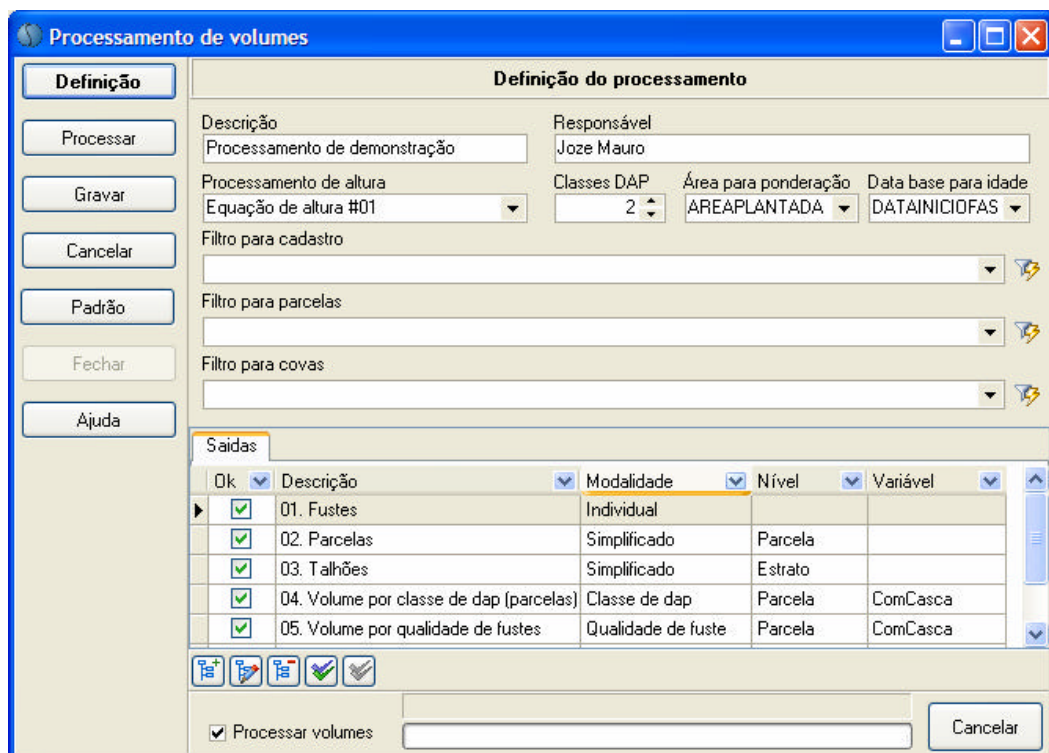 Processamento de volumes
Definição
Definição do processamento
Processar
Gravar
Cancelar
Padrão
Fechar
Ajuda
Descrição Responsável
Processamento de demonstração Joze Mauro
Processamento de altura Classes DAP Área para ponderação Data base para idade
Equação de altura #01 2 AREAPLANTADA DATAINICIOFAS
Filtro para cadastro
Filtro para parcelas
Filtro para covas
Saidas
Ok Descrição Modalidade Nível Variável
01. Fustes Individual
02. Parcelas Simplificado Parcela
03. Talhões Simplificado Estrato
04. Volume por classe de dap (parcelas) Classe de dap Parcela ComCasca
05. Volume por qualidade de fustes Qualidade de fuste Parcela ComCasca
Processar volumes Cancelar